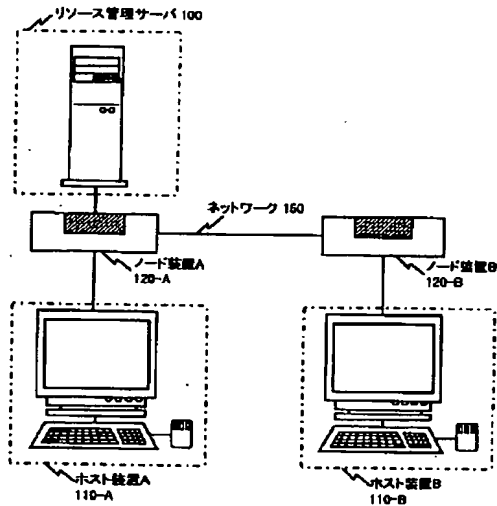 リソース管理サーバ 100
ネットワーク 150
ノード装置A
120-A
ノード装置B
120-B
ホスト装置A
110-A
ホスト装置B
110-B